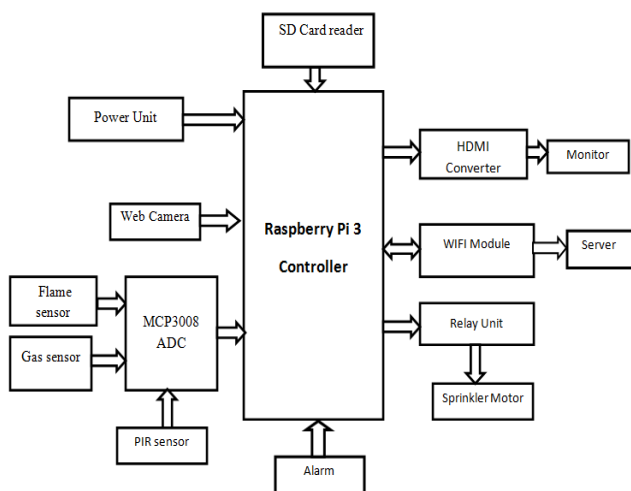 SD Card reader
Power Unit
HDMI
Converter
Monitor
Web Camera
Raspberry Pi 3
Controller
WIFI Module
Server
Flame
sensor
MCP3008
ADC
Gas sensor
Relay Unit
Sprinkler Motor
PIR sensor
Alarm